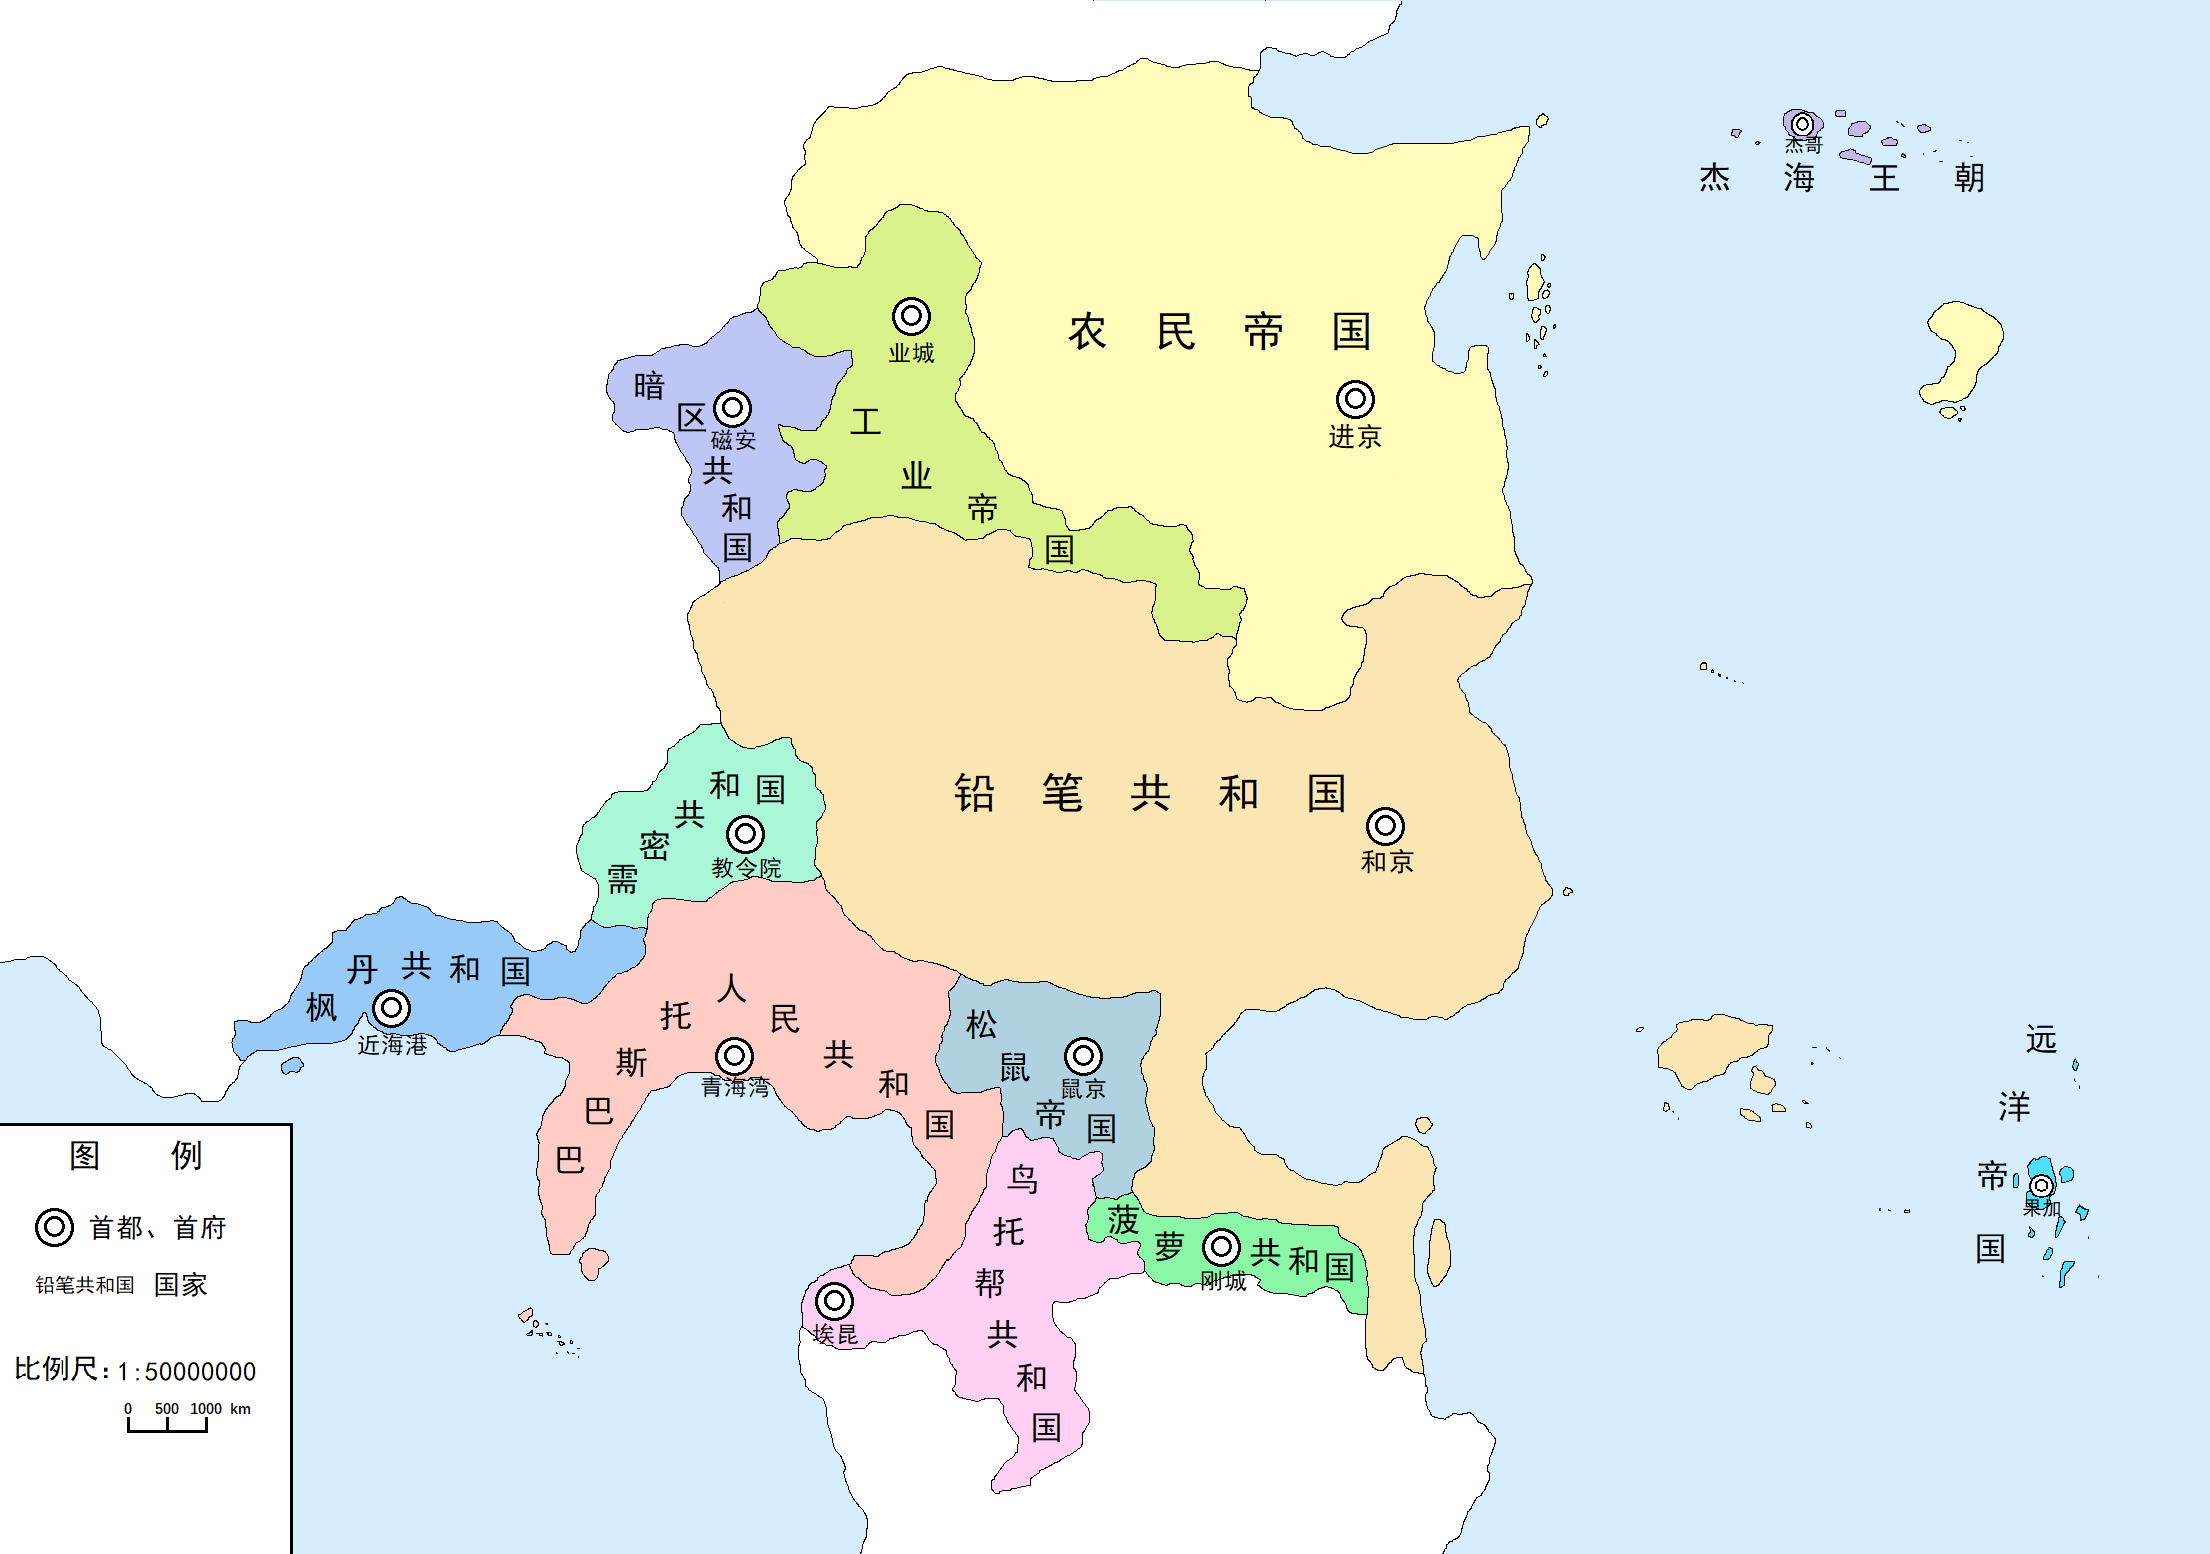 杰哥
杰海王朝
农民帝国
进京
业城
工业帝国
暗区共和国
磁安
铅笔共和国
和京
需密共和国
教令院
枫丹共和国
近海港
巴巴斯托人民共和国
青海湾
松鼠帝国
鼠京
鸟托帮共和国
埃昆
菠萝共和国
刚城
远洋帝国
果加
图例
首都、首府
铅笔共和国 国家
比例尺：1:50000000
0 500 1000 km